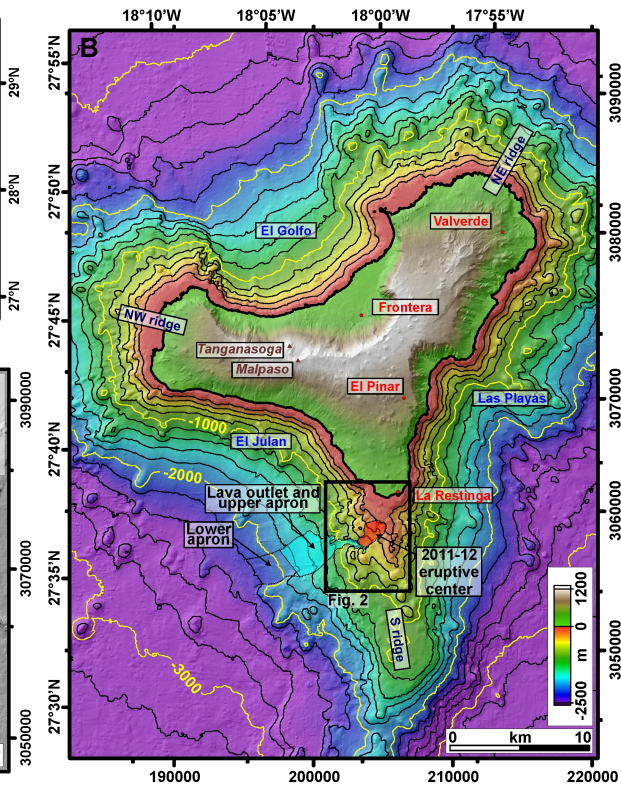 18°10'W 18°05'W 18°00'W 17°55'W
B
27°55'N
29°N
3090000
28°N
27°50'N
NE ridge
Valverde
El Golfo
3080000
27°N
27°45'N
Frontera
NW ridge
Tanganasoga
Malpaso
El Pinar
3090000
Las Playas
3070000
-1000
El Julan
27°40'N
-2000
Lava outlet and
upper apron
La Restinga
3060000
Lower
apron
2011-12
eruptive
center
3070000
27°35'N
Fig. 2
1200
0
m
-2500
S ridge
3050000
-3000
27°30'N
3050000
0 km 10
190000 200000 210000 220000